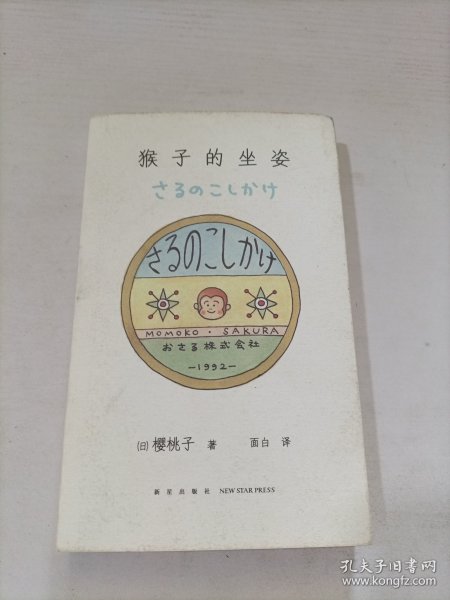 猴子的坐姿
さるのこしかけ
さるのこしかけ
MOMOKO · SAKURA
おさる株式会社
—1992—
(日) 樱桃子 著 面白 译
新星出版社 NEW STAR PRESS
孔夫子旧书网
www.kongfz.com